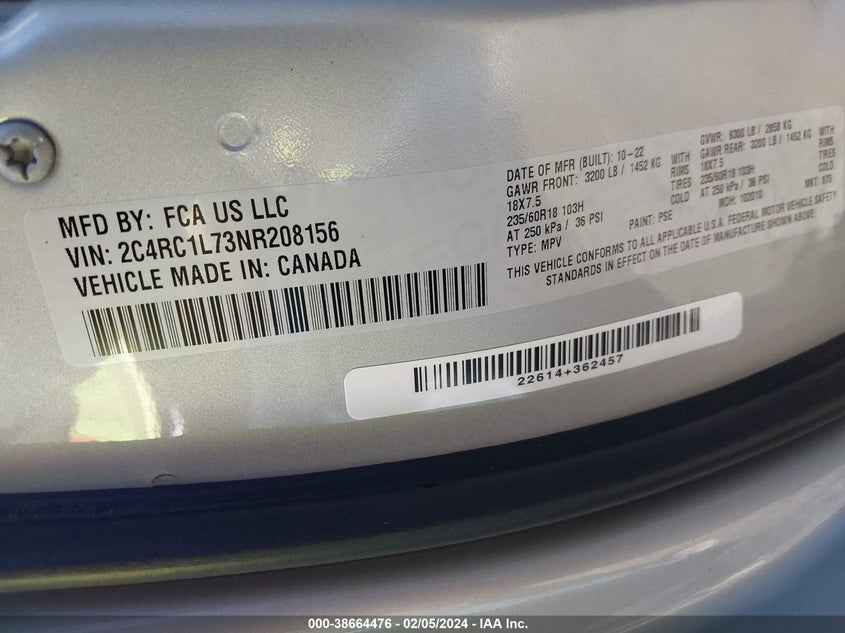 MFD BY: FCA US LLC
VIN: 2C4RC1L73NR208156
VEHICLE MADE IN: CANADA
DATE OF MFR (BUILT): 10-22 GVWR: 6300 LB / 2858 KG
GAWR FRONT: 3200 LB / 1452 KG WITH GAWR REAR: 3200 LB / 1452 KG WITH
18X7.5 RIMS 18X7.5 RIMS
235/60R18 103H TIRES 235/60R18 103H TIRES
AT 250 kPa / 36 PSI COLD AT 250 kPa / 36 PSI COLD
TYPE: MPV PAINT: PSE MDH: 102010 MKT: 875
THIS VEHICLE CONFORMS TO ALL APPLICABLE U.S.A. FEDERAL MOTOR VEHICLE SAFETY
STANDARDS IN EFFECT ON THE DATE OF MANUFACTURE SHOWN ABOVE.
22614+362457
000-38664476 - 02/05/2024 - IAA Inc.